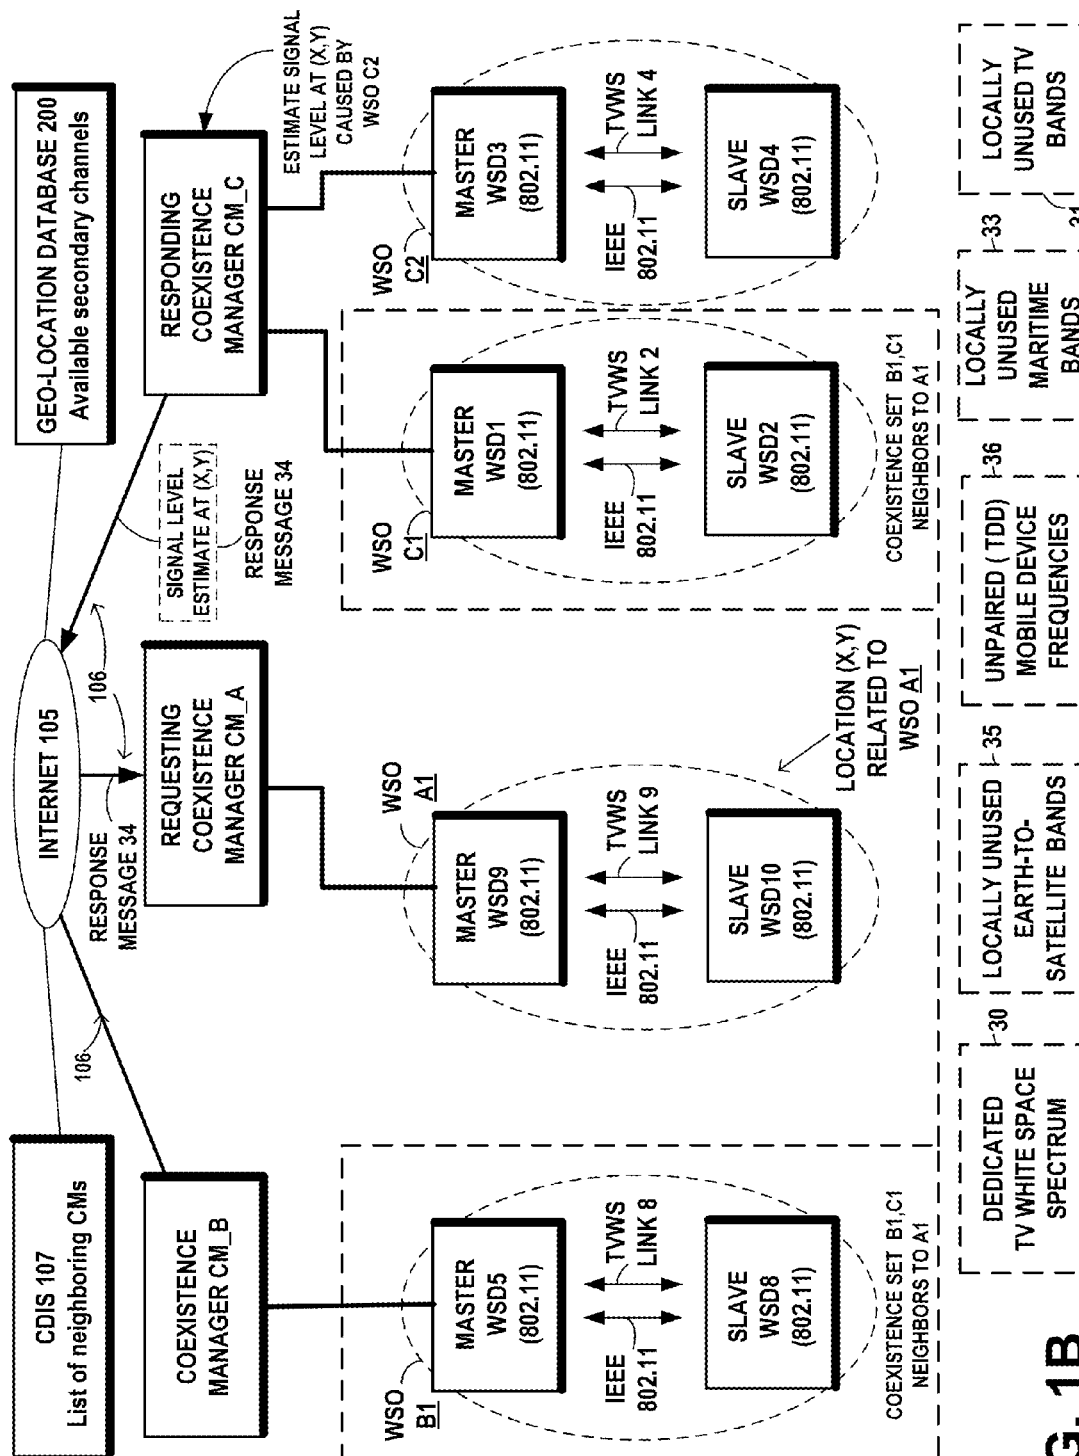 CDIS 107
List of neighboring CMs
INTERNET 105
GEO-LOCATION DATABASE 200
Available secondary channels
106
RESPONSE
MESSAGE 34
106
SIGNAL LEVEL
ESTIMATE AT (X,Y)
RESPONSE
MESSAGE 34
COEXISTENCE
MANAGER CM_B
REQUESTING
COEXISTENCE
MANAGER CM_A
RESPONDING
COEXISTENCE
MANAGER CM_C
ESTIMATE SIGNAL
LEVEL AT (X,Y)
CAUSED BY
WSO C2
WSO
B1
MASTER
WSD5
(802.11)
IEEE
802.11
TVWS
LINK 8
SLAVE
WSD8
(802.11)
COEXISTENCE SET B1,C1
NEIGHBORS TO A1
WSO
A1
MASTER
WSD9
(802.11)
IEEE
802.11
TVWS
LINK 9
SLAVE
WSD10
(802.11)
LOCATION (X,Y)
RELATED TO
WSO A1
WSO
C1
MASTER
WSD1
(802.11)
IEEE
802.11
TVWS
LINK 2
SLAVE
WSD2
(802.11)
COEXISTENCE SET B1,C1
NEIGHBORS TO A1
WSO
C2
MASTER
WSD3
(802.11)
IEEE
802.11
TVWS
LINK 4
SLAVE
WSD4
(802.11)
DEDICATED
TV WHITE SPACE
SPECTRUM
30
LOCALLY UNUSED
EARTH-TO-
SATELLITE BANDS
35
UNPAIRED (TDD)
MOBILE DEVICE
FREQUENCIES
36
LOCALLY
UNUSED
MARITIME
BANDS
33
LOCALLY
UNUSED TV
BANDS
31
G. 1B